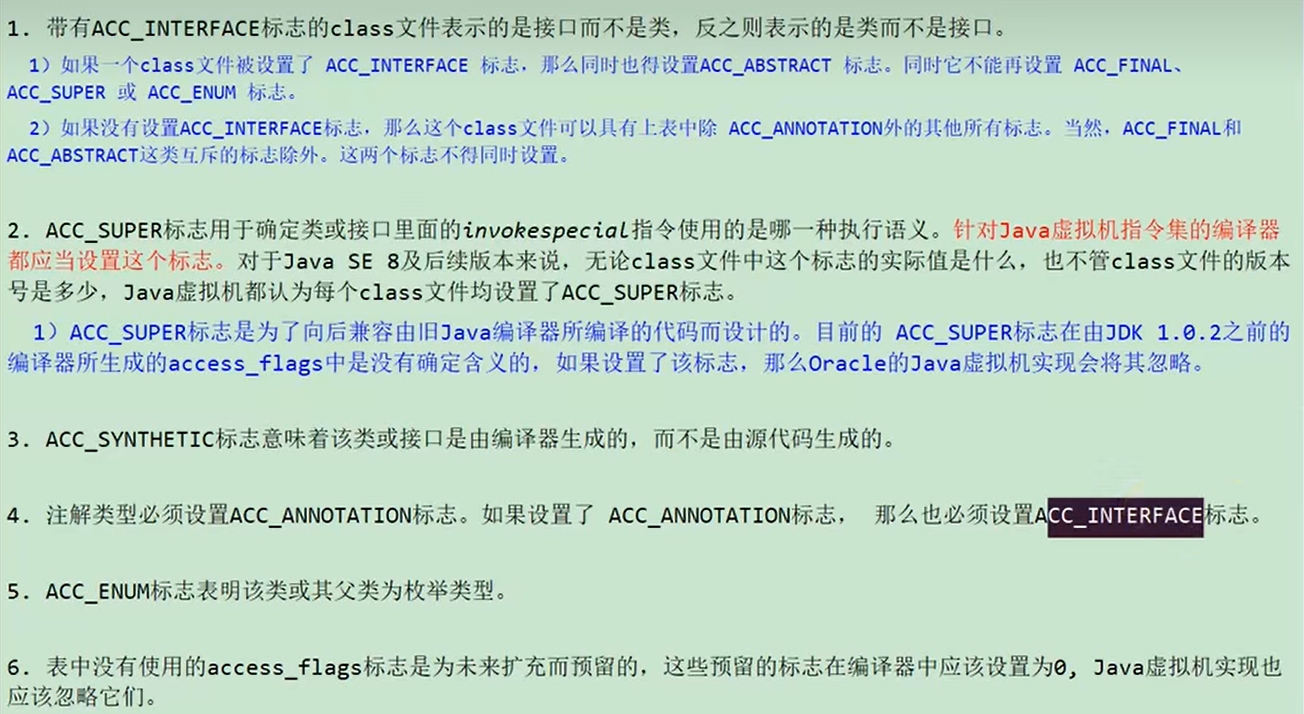 1. 带有ACC_INTERFACE标志的class文件表示的是接口而不是类，反之则表示的是类而不是接口。
1）如果一个class文件被设置了 ACC_INTERFACE 标志，那么同时也得设置ACC_ABSTRACT 标志。同时它不能再设置 ACC_FINAL、
ACC_SUPER 或 ACC_ENUM 标志。
2）如果没有设置ACC_INTERFACE标志，那么这个class文件可以具有上表中除 ACC_ANNOTATION外的其他所有标志。当然，ACC_FINAL和
ACC_ABSTRACT这类互斥的标志除外。这两个标志不得同时设置。
2. ACC_SUPER标志用于确定类或接口里面的invokespecial指令使用的是哪一种执行语义。针对Java虚拟机指令集的编译器
都应当设置这个标志。对于Java SE 8及后续版本来说，无论class文件中这个标志的实际值是什么，也不管class文件的版本
号是多少，Java虚拟机都认为每个class文件均设置了ACC_SUPER标志。
1）ACC_SUPER标志是为了向后兼容由旧Java编译器所编译的代码而设计的。目前的 ACC_SUPER标志在由JDK 1.0.2之前的
编译器所生成的access_flags中是没有确定含义的，如果设置了该标志，那么Oracle的Java虚拟机实现会将其忽略。
3. ACC_SYNTHETIC标志意味着该类或接口是由编译器生成的，而不是由源代码生成的。
4. 注解类型必须设置ACC_ANNOTATION标志。如果设置了 ACC_ANNOTATION标志， 那么也必须设置ACC_INTERFACE标志。
5. ACC_ENUM标志表明该类或其父类为枚举类型。
6. 表中没有使用的access_flags标志是为未来扩充而预留的，这些预留的标志在编译器中应该设置为0, Java虚拟机实现也
应该忽略它们。